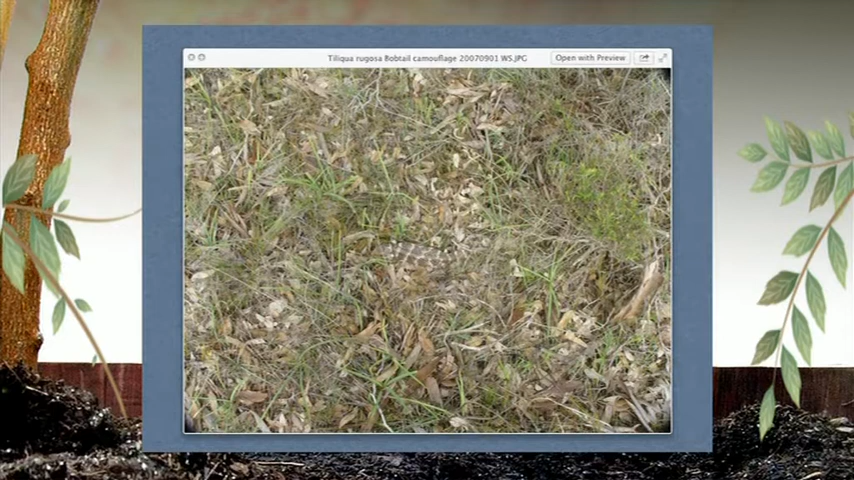 Tiliqua rugosa Bobtail camouflage 20070901 WS.JPG
Open with Preview